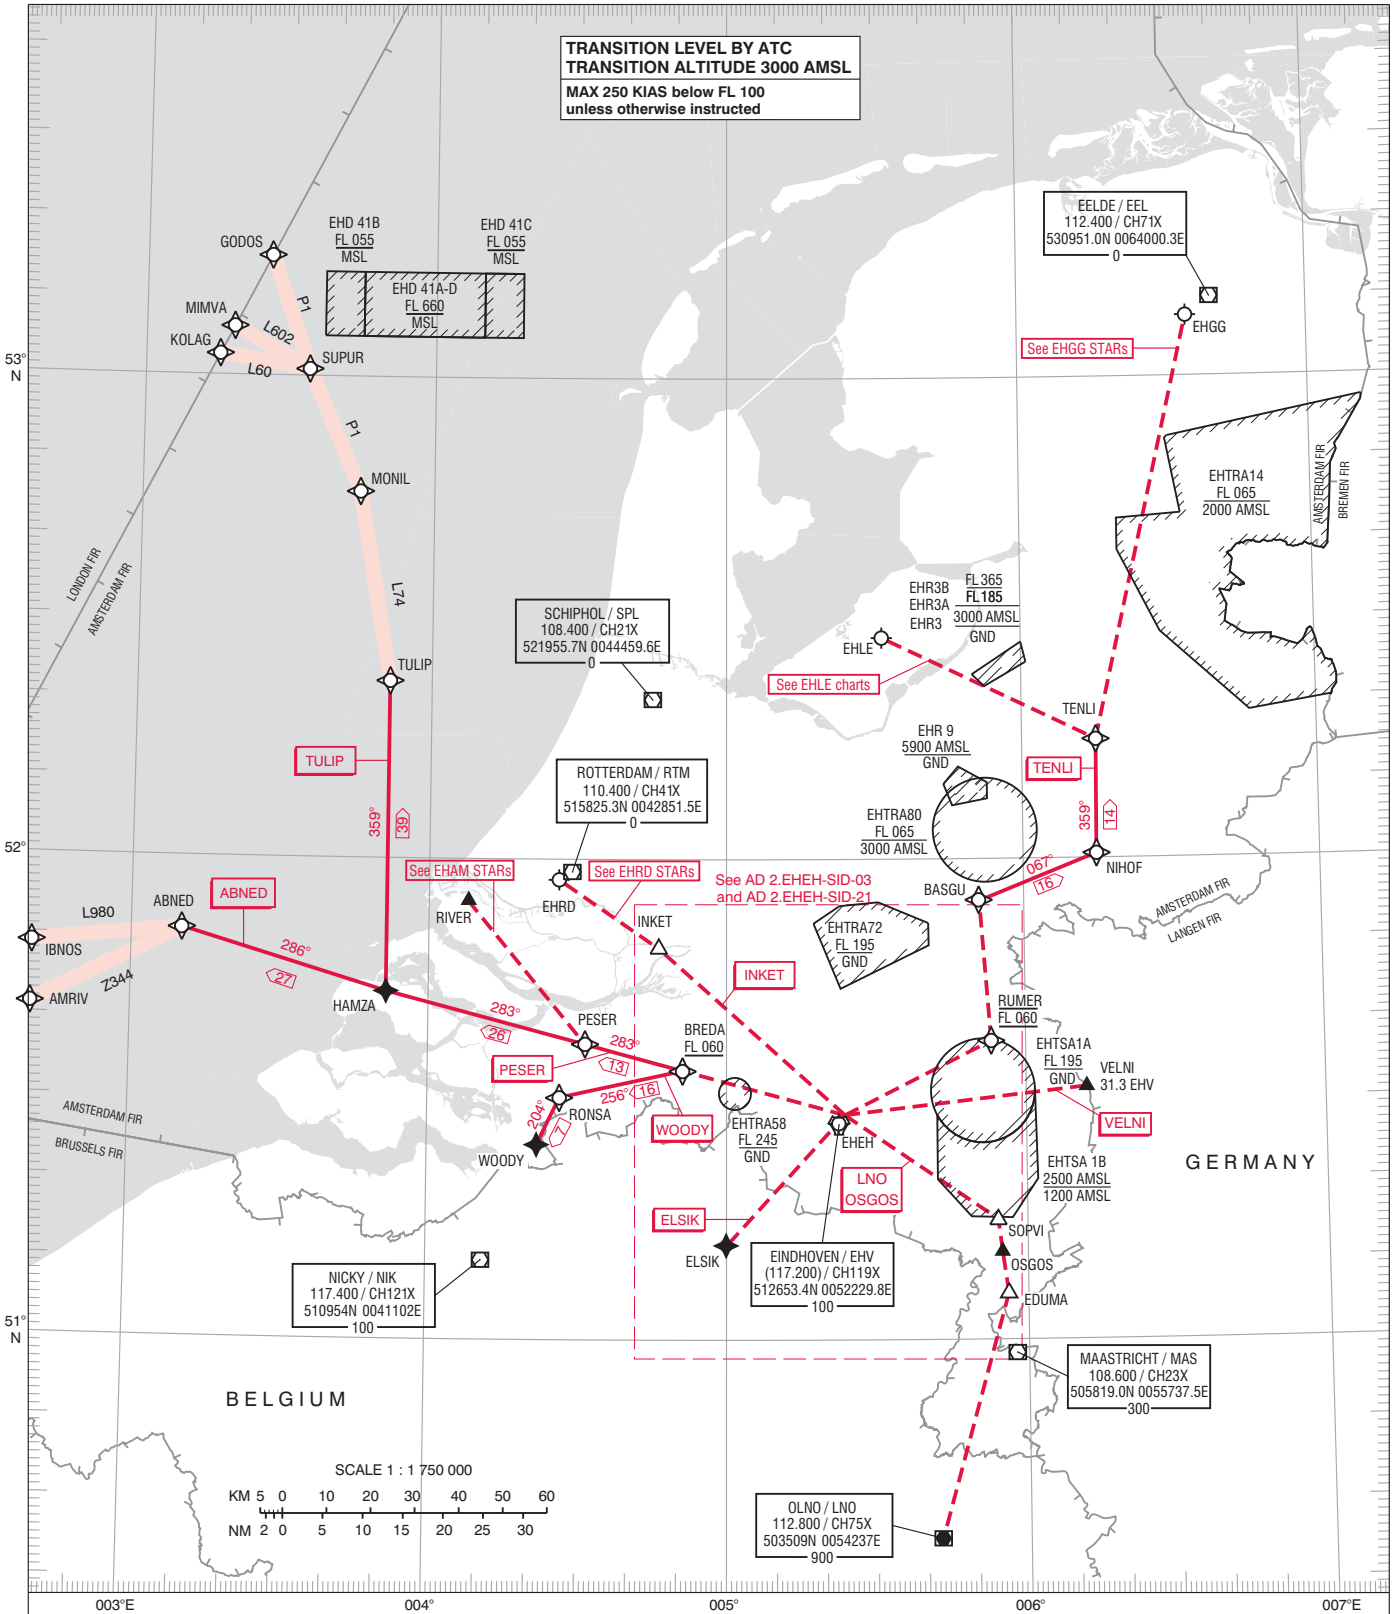 TRANSITION LEVEL BY ATC
TRANSITION ALTITUDE 3000 AMSL
MAX 250 KIAS below FL 100
unless otherwise instructed
EELDE / EEL
112.400 / CH71X
530951.0N 0064000.3E
0
GODOS
EHD 41B
FL 055
MSL
EHD 41C
FL 055
MSL
EHD 41A-D
FL 660
MSL
P1
MIMVA
L602
KOLAG
L60
SUPUR
EHGG
See EHGG STARs
53°
N
P1
MONIL
EHTRA14
FL 065
2000 AMSL
AMSTERDAM FIR
BREMEN FIR
LONDON FIR
AMSTERDAM FIR
L74
SCHIPHOL / SPL
108.400 / CH21X
521955.7N 0044459.6E
0
EHR3B
EHR3A
EHR3
FL 365
FL 185
3000 AMSL
GND
EHLE
See EHLE charts
TULIP
TENLI
TULIP
TENLI
EHR 9
5900 AMSL
GND
ROTTERDAM / RTM
110.400 / CH41X
515825.3N 0042851.5E
0
EHTRA80
FL 065
3000 AMSL
359°
39
359°
14
52°
N
NIHOF
067°
16
BASGU
See EHAM STARs
See EHRD STARs
See AD 2.EHEH-SID-03
and AD 2.EHEH-SID-21
ABNED
ABNED
L980
IBNOS
AMRIV
Z344
286°
27
RIVER
EHRD
INKET
EHTRA72
FL 195
GND
AMSTERDAM FIR
LANGEN FIR
INKET
HAMZA
283°
26
PESER
283°
13
BREDA
FL 060
RUMER
FL 060
EHTSA1A
FL 195
GND
VELNI
31.3 EHV
PESER
256°
16
RONSA
204°
7
WOODY
WOODY
EHTRA58
FL 245
GND
EHEH
VELNI
AMSTERDAM FIR
BRUSSELS FIR
LNO
OSGOS
EHTSA 1B
2500 AMSL
1200 AMSL
GERMANY
ELSIK
ELSIK
SOPVI
OSGOS
EDUMA
NICKY / NIK
117.400 / CH121X
510954N 0041102E
100
EINDHOVEN / EHV
(117.200) / CH119X
512653.4N 0052229.8E
100
51°
N
MAASTRICHT / MAS
108.600 / CH23X
505819.0N 0055737.5E
300
BELGIUM
SCALE 1 : 1 750 000
KM 5 0 10 20 30 40 50 60
NM 2 0 5 10 15 20 25 30
OLNO / LNO
112.800 / CH75X
503509N 0054237E
900
003°E 004° 005° 006° 007°E